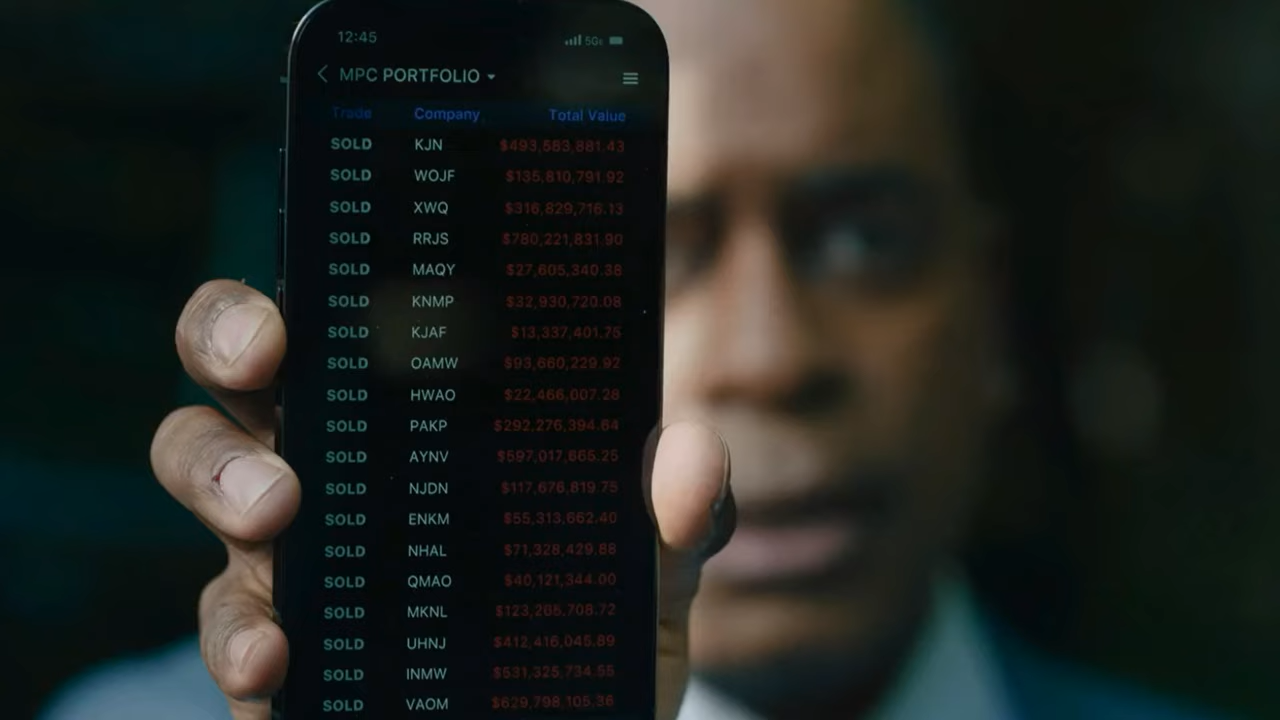 12:45 5G
MPC PORTFOLIO
Trade Company Total Value
SOLD KJN $493,583,881.43
SOLD WOJF $135,810,791.92
SOLD XWQ $316,829,716.13
SOLD RRJS $780,221,831.90
SOLD MAQY $27,605,340.38
SOLD KNMP $32,930,720.08
SOLD KJAF $13,337,401.75
SOLD OAMW $93,660,229.92
SOLD HWAO $22,466,007.28
SOLD PAKP $292,276,394.64
SOLD AYNV $597,017,665.25
SOLD NJDN $117,676,819.75
SOLD ENKM $55,313,662.40
SOLD NHAL $71,328,429.88
SOLD QMAO $40,121,344.00
SOLD MKNL $123,265,708.72
SOLD UHNJ $412,416,045.89
SOLD INMW $531,325,734.55
SOLD VAOM $629,798,105.36